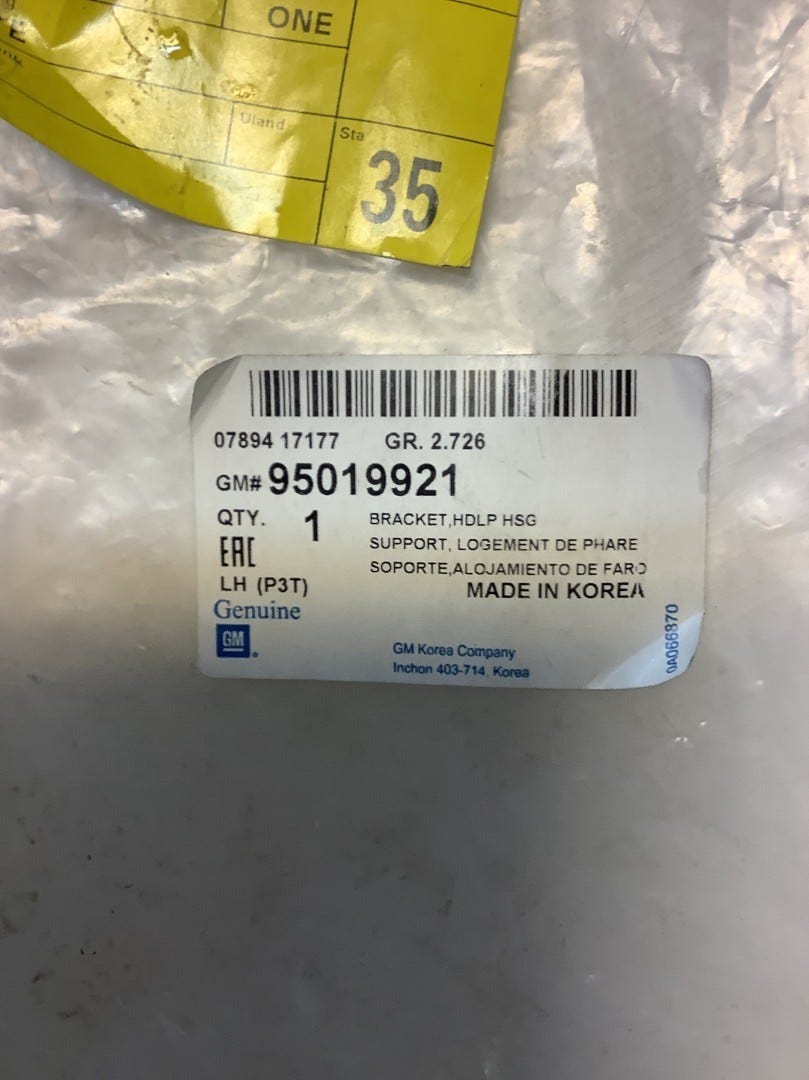 ONE
E
Uland
Sta
35
07894 17177 GR. 2.726
GM# 95019921
QTY. 1
BRACKET,HDLP HSG
EAC
SUPPORT, LOGEMENT DE PHARE
SOPORTE,ALOJAMIENTO DE FARO
LH (P3T)
MADE IN KOREA
Genuine
GM
GM Korea Company
Inchon 403-714, Korea
0A066870